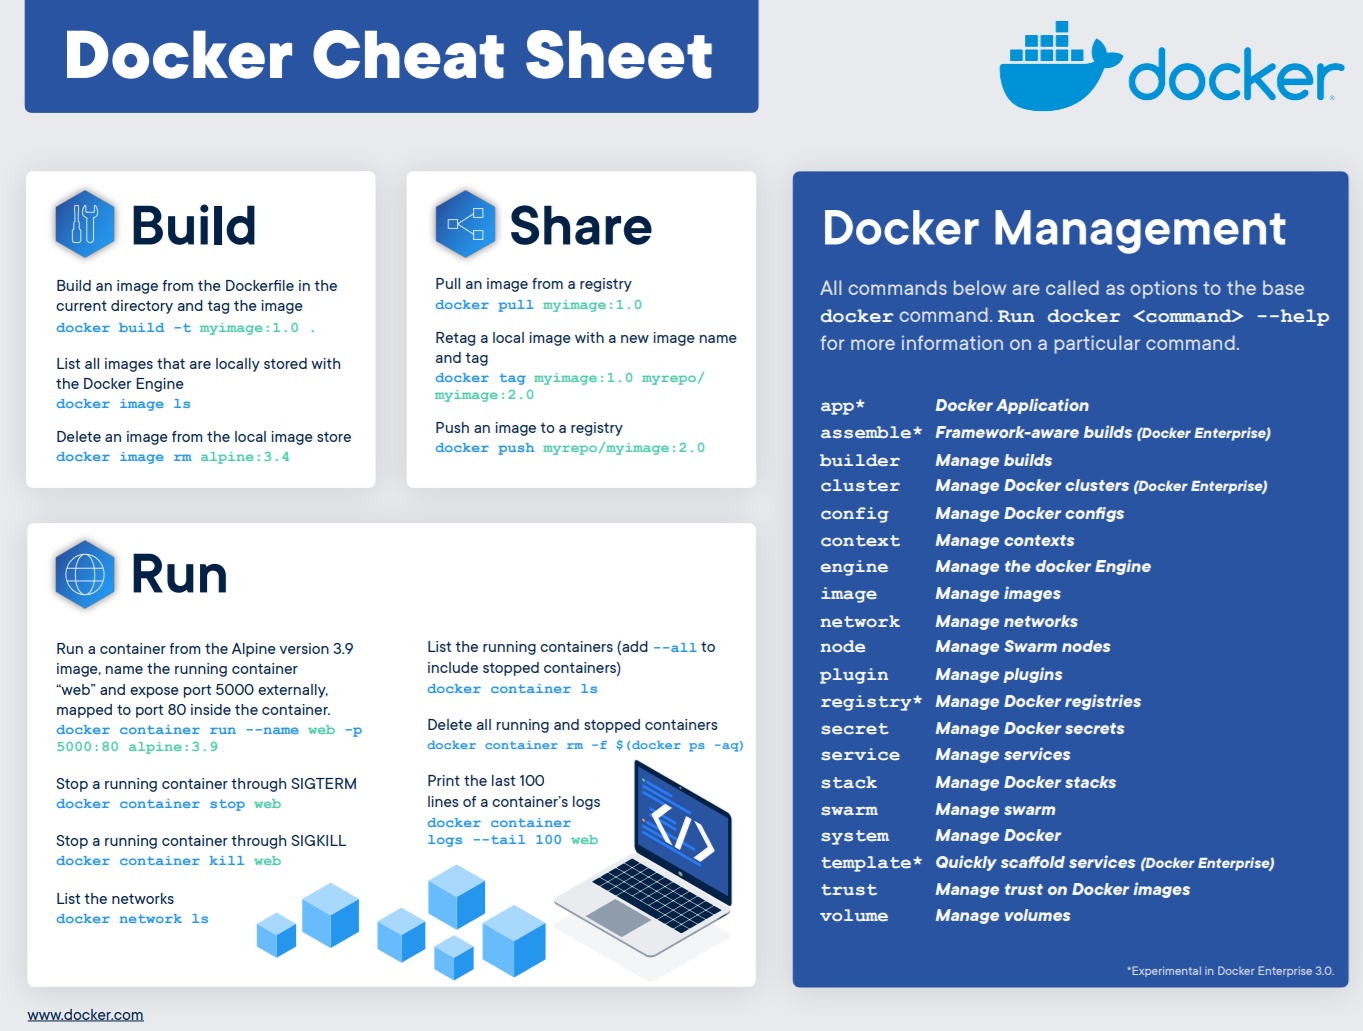 Docker Cheat Sheet
docker
Build
Build an image from the Dockerfile in the
current directory and tag the image
docker build -t myimage:1.0 .
List all images that are locally stored with
the Docker Engine
docker image ls
Delete an image from the local image store
docker image rm alpine:3.4
Share
Pull an image from a registry
docker pull myimage:1.0
Retag a local image with a new image name
and tag
docker tag myimage:1.0 myrepo/
myimage:2.0
Push an image to a registry
docker push myrepo/myimage:2.0
Run
Run a container from the Alpine version 3.9
image, name the running container
“web” and expose port 5000 externally,
mapped to port 80 inside the container.
docker container run --name web -p
5000:80 alpine:3.9
Stop a running container through SIGTERM
docker container stop web
Stop a running container through SIGKILL
docker container kill web
List the networks
docker network ls
List the running containers (add --all to
include stopped containers)
docker container ls
Delete all running and stopped containers
docker container rm -f $(docker ps -aq)
Print the last 100
lines of a container’s logs
docker container
logs --tail 100 web
</>
Docker Management
All commands below are called as options to the base
docker command. Run docker <command> --help
for more information on a particular command.
app* Docker Application
assemble* Framework-aware builds (Docker Enterprise)
builder Manage builds
cluster Manage Docker clusters (Docker Enterprise)
config Manage Docker configs
context Manage contexts
engine Manage the docker Engine
image Manage images
network Manage networks
node Manage Swarm nodes
plugin Manage plugins
registry* Manage Docker registries
secret Manage Docker secrets
service Manage services
stack Manage Docker stacks
swarm Manage swarm
system Manage Docker
template* Quickly scaffold services (Docker Enterprise)
trust Manage trust on Docker images
volume Manage volumes
*Experimental in Docker Enterprise 3.0.
www.docker.com